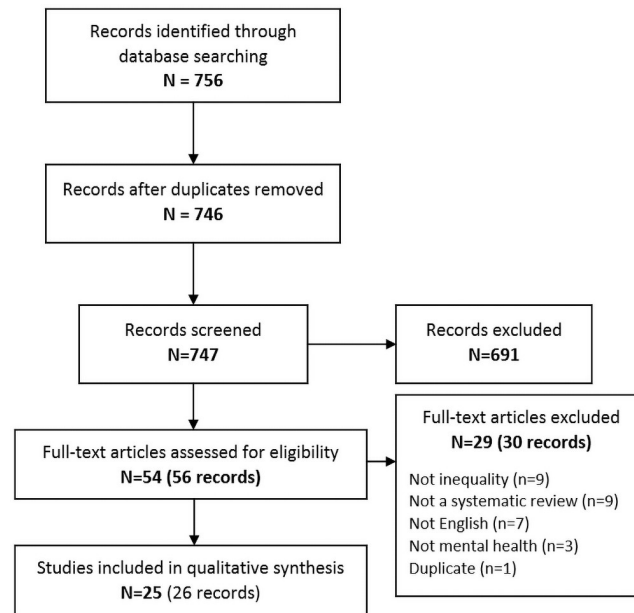 Records identified through
database searching
N = 756
Records after duplicates removed
N = 746
Records screened
N=747
Records excluded
N=691
Full-text articles assessed for eligibility
N=54 (56 records)
Full-text articles excluded
N=29 (30 records)
Not inequality (n=9)
Not a systematic review (n=9)
Not English (n=7)
Not mental health (n=3)
Duplicate (n=1)
Studies included in qualitative synthesis
N=25 (26 records)